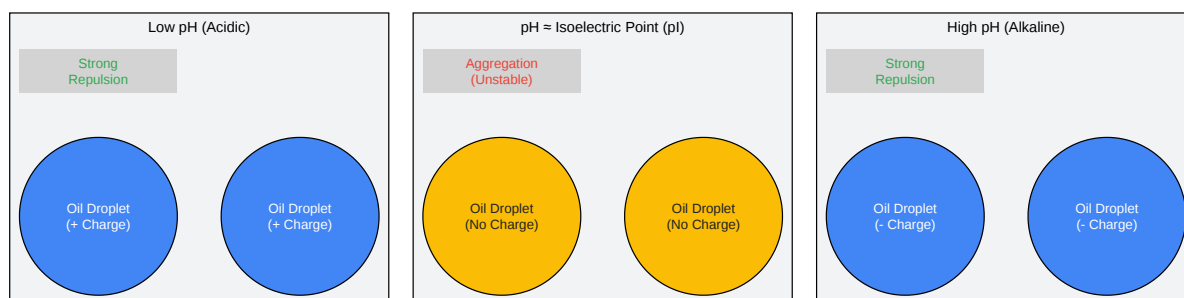 Low pH (Acidic)
Strong
Repulsion
Oil Droplet
(+ Charge)
Oil Droplet
(+ Charge)
pH ≈ Isoelectric Point (pI)
Aggregation
(Unstable)
Oil Droplet
(No Charge)
Oil Droplet
(No Charge)
High pH (Alkaline)
Strong
Repulsion
Oil Droplet
(- Charge)
Oil Droplet
(- Charge)